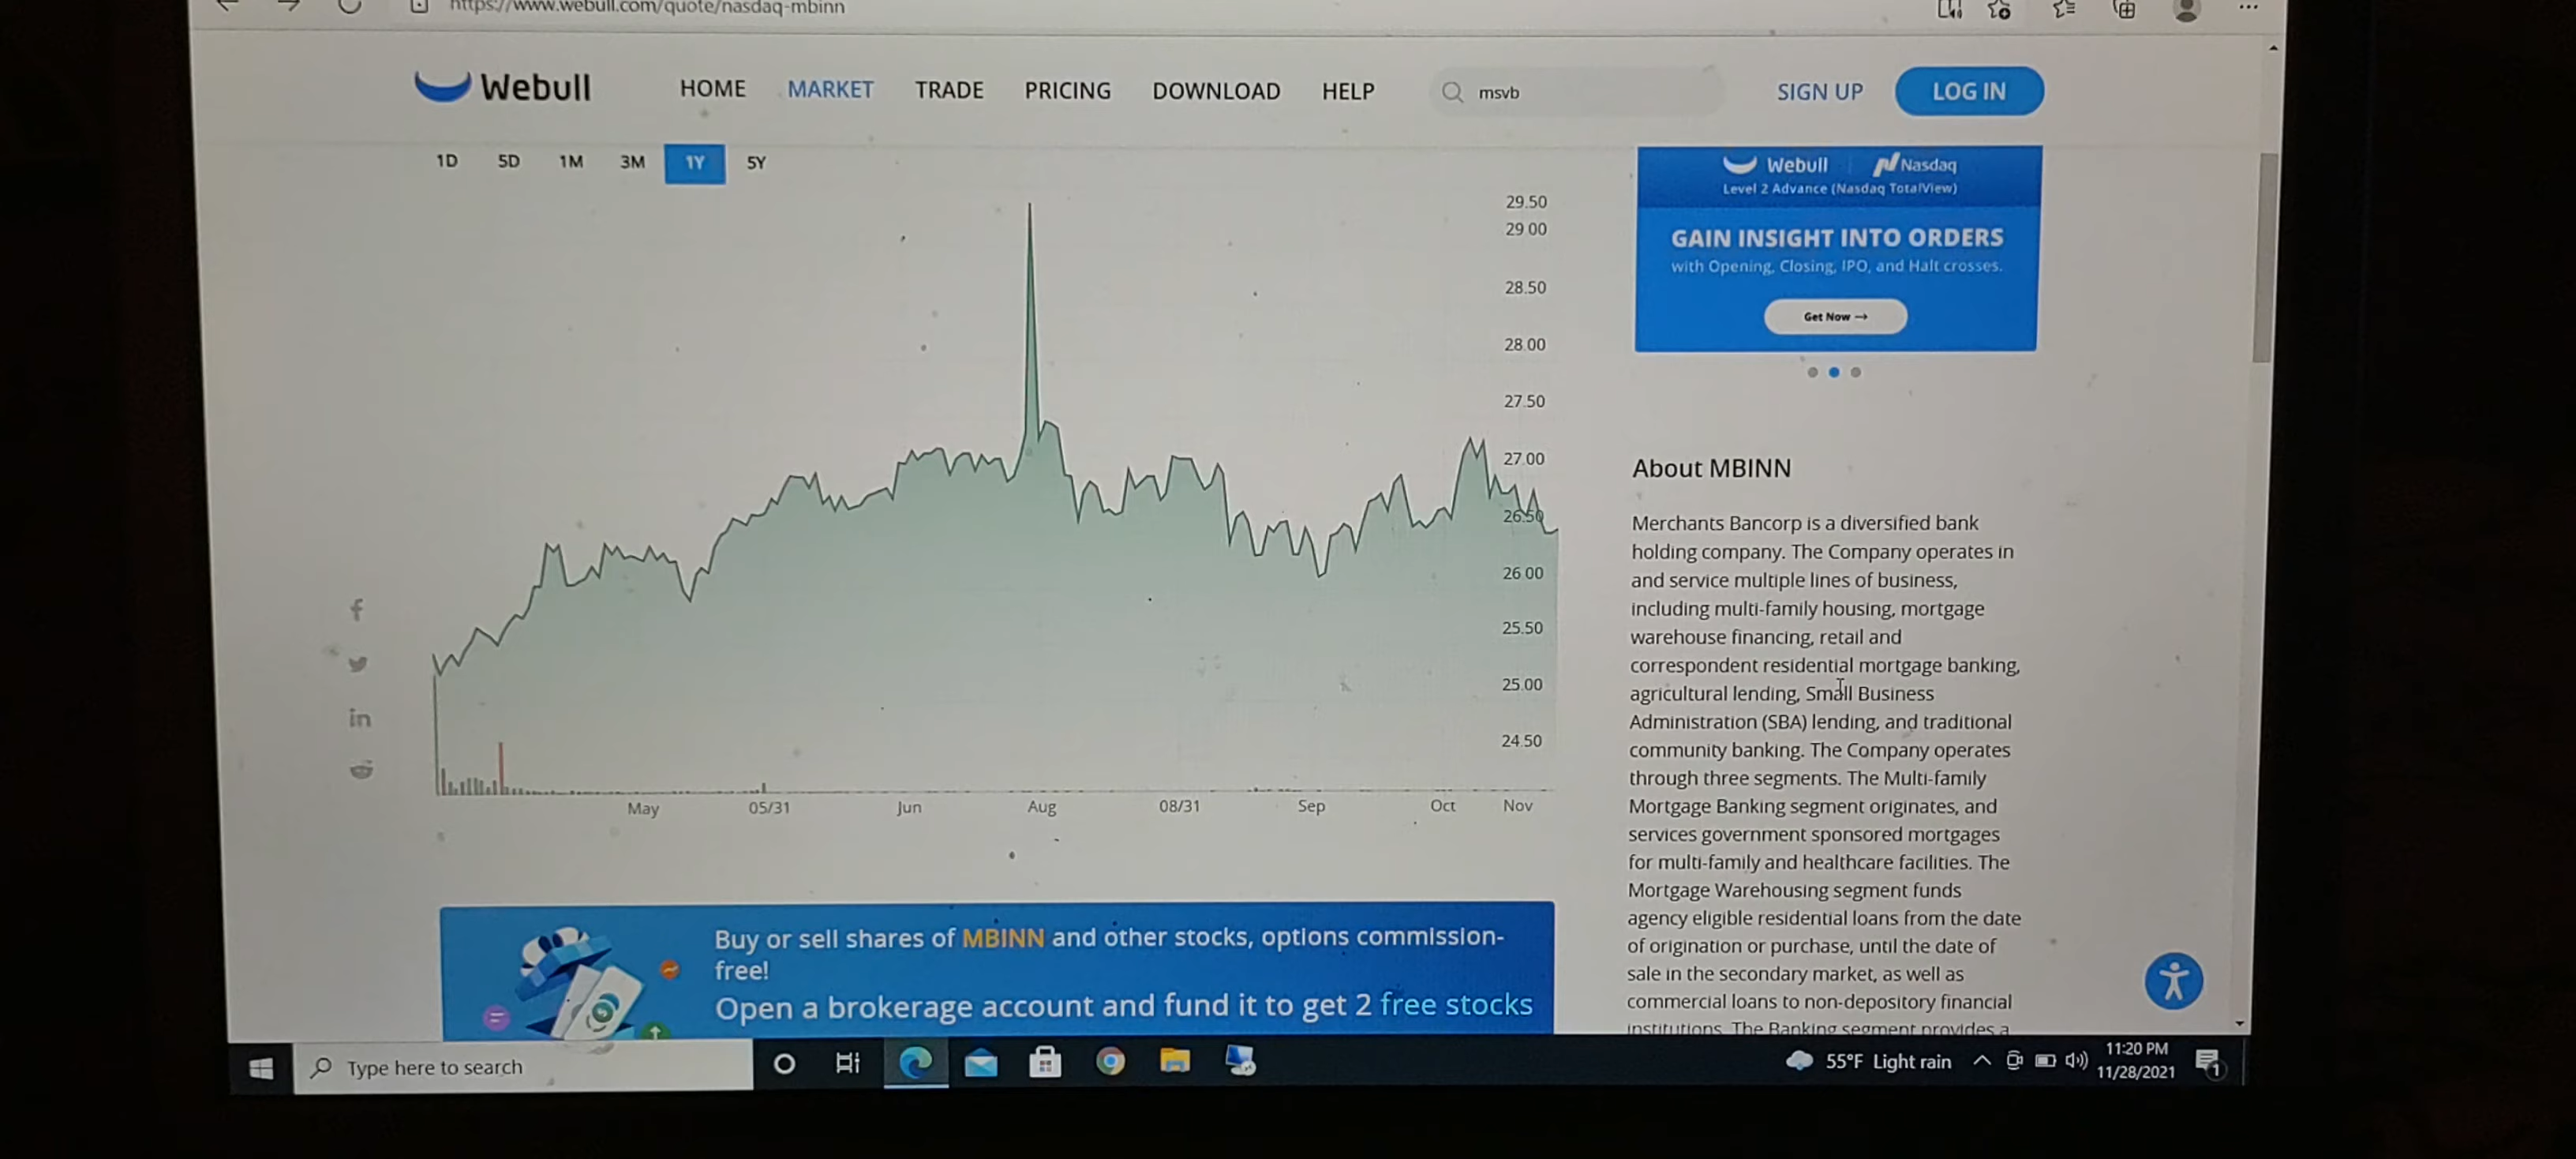 https://www.webull.com/quote/nasdaq-mbinn
Webull
HOME MARKET TRADE PRICING DOWNLOAD HELP
msvb
SIGN UP LOG IN
1D 5D 1M 3M 1Y 5Y
29.50
29.00
28.50
28.00
27.50
27.00
26.50
26.00
25.50
25.00
24.50
May 05/31 Jun Aug 08/31 Sep Oct Nov
Webull Nasdaq
Level 2 Advance (Nasdaq TotalView)
GAIN INSIGHT INTO ORDERS
with Opening, Closing, IPO, and Halt crosses.
Get Now →
About MBINN
Merchants Bancorp is a diversified bank
holding company. The Company operates in
and service multiple lines of business,
including multi-family housing, mortgage
warehouse financing, retail and
correspondent residential mortgage banking,
agricultural lending, Small Business
Administration (SBA) lending, and traditional
community banking. The Company operates
through three segments. The Multi-family
Mortgage Banking segment originates, and
services government sponsored mortgages
for multi-family and healthcare facilities. The
Mortgage Warehousing segment funds
agency eligible residential loans from the date
of origination or purchase, until the date of
sale in the secondary market, as well as
commercial loans to non-depository financial
institutions. The Banking segment provides a
f
in
Buy or sell shares of MBINN and other stocks, options commission-
free!
Open a brokerage account and fund it to get 2 free stocks
Type here to search
55°F Light rain
11:20 PM
11/28/2021
1